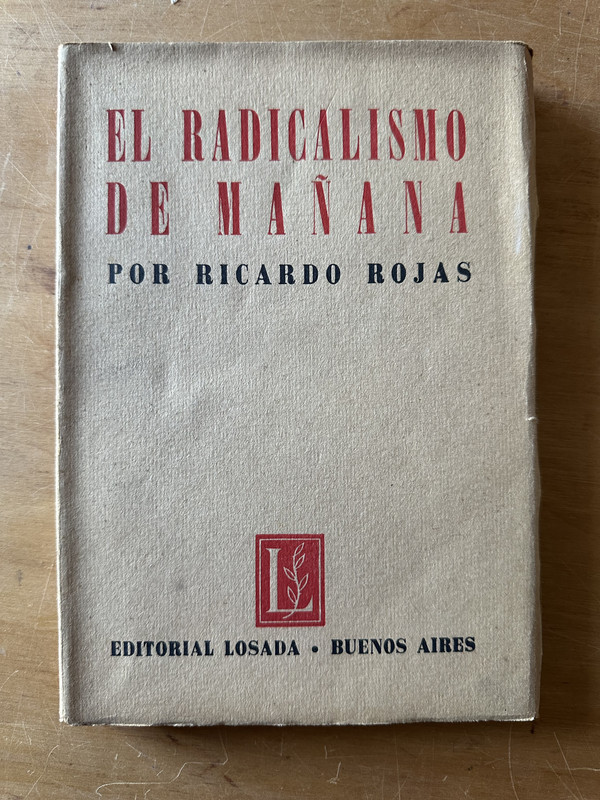 EL RADICALISMO
DE MAÑANA
POR RICARDO ROJAS
L
EDITORIAL LOSADA • BUENOS AIRES